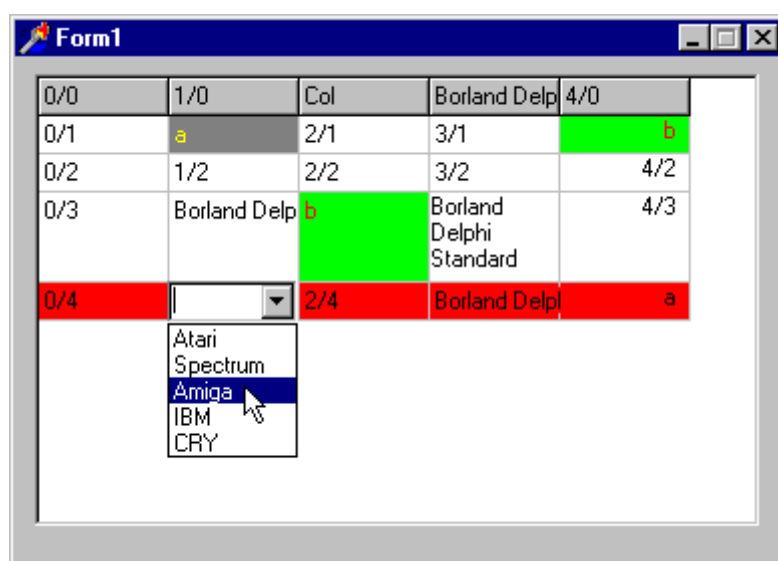 Form1
0/0 1/0 Col Borland Delp 4/0
0/1 a 2/1 3/1 b
0/2 1/2 2/2 3/2 4/2
0/3 Borland Delp b Borland 4/3
Delphi
Standard
0/4 2/4 Borland Delpl a
Atari
Spectrum
Amiga
IBM
CRY